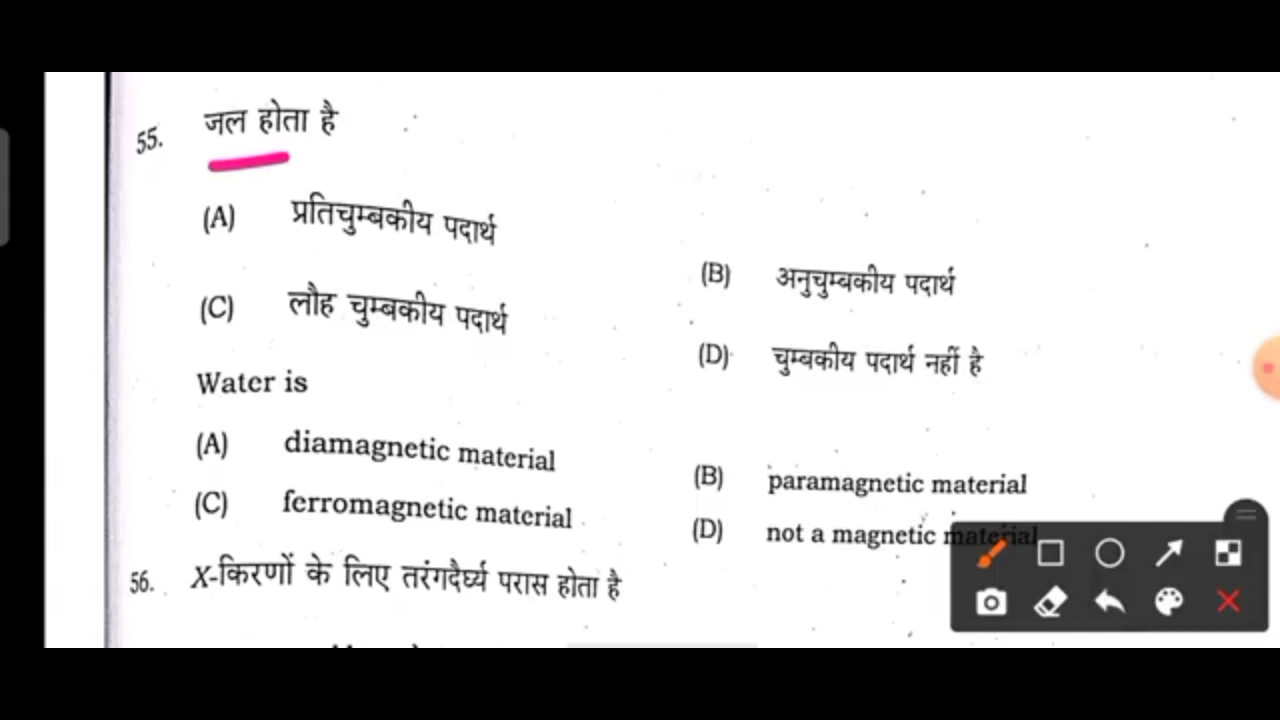 55. जल होता है
(A) प्रतिचुम्बकीय पदार्थ
(B) अनुचुम्बकीय पदार्थ
(C) लौह चुम्बकीय पदार्थ
(D) चुम्बकीय पदार्थ नहीं है
Water is
(A) diamagnetic material
(B) paramagnetic material
(C) ferromagnetic material
(D) not a magnetic material
56. X-किरणों के लिए तरंगदैर्घ्य परास होता है